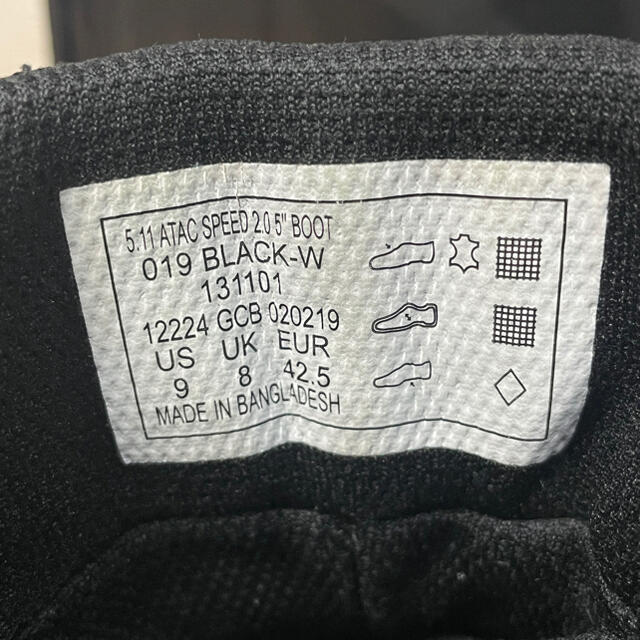 5.11 ATAC SPEED 2.0 5" BOOT
019 BLACK-W
131101
12224 GCB 020219
US UK EUR
9 8 42.5
MADE IN BANGLADESH